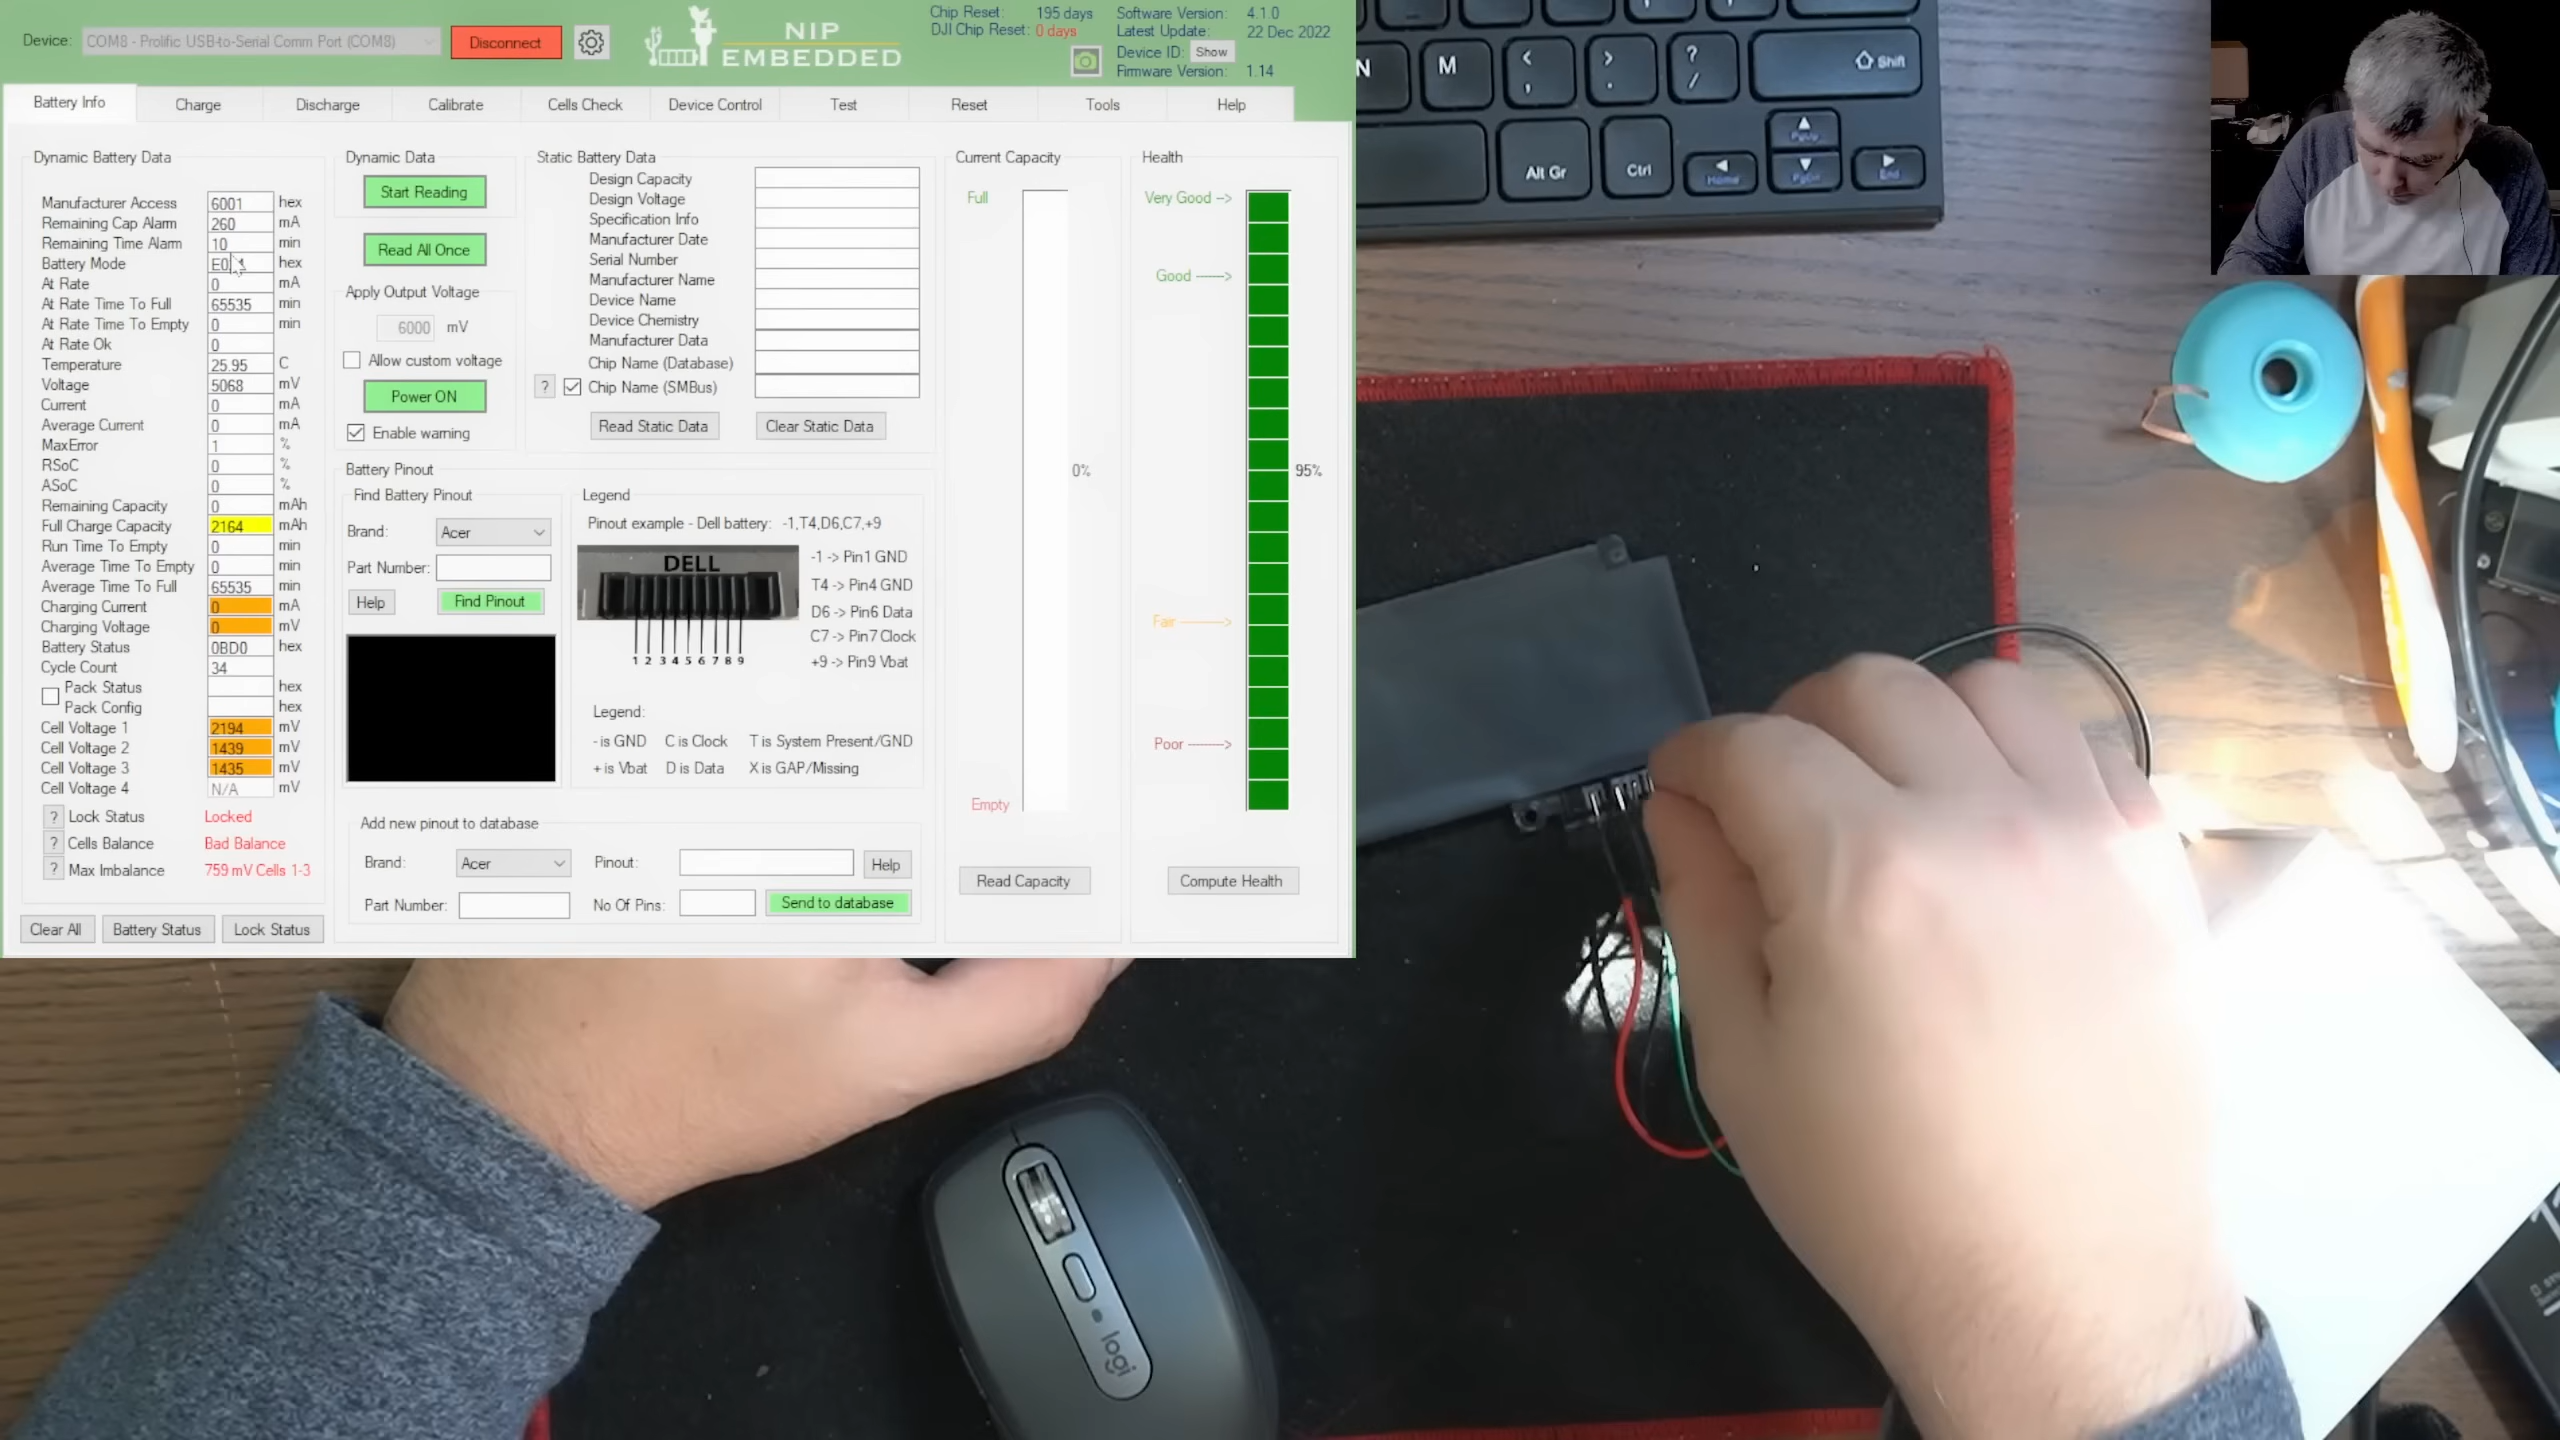 Device: COM8 - Prolific USB-to-Serial Comm Port (COM8) Disconnect
NIP
EMBEDDED
Chip Reset: 195 days
DJI Chip Reset: 0 days
Software Version: 4.1.0
Latest Update: 22 Dec 2022
Device ID: Show
Firmware Version: 1.14
Battery Info Charge Discharge Calibrate Cells Check Device Control Test Reset Tools Help
Dynamic Battery Data
Manufacturer Access 6001 hex
Remaining Cap Alarm 260 mA
Remaining Time Alarm 10 min
Battery Mode hex
At Rate 0 mA
At Rate Time To Full 65535 min
At Rate Time To Empty 0 min
At Rate Ok 0
Temperature 25.95 C
Voltage 5068 mV
Current 0 mA
Average Current 0 mA
MaxError 1 %
RSoC 0 %
ASoC 0 %
Remaining Capacity 0 mAh
Full Charge Capacity 2164 mAh
Run Time To Empty 0 min
Average Time To Empty 0 min
Average Time To Full 65535 min
Charging Current 0 mA
Charging Voltage 0 mV
Battery Status 0BD0 hex
Cycle Count 34
Pack Status hex
Pack Config hex
Cell Voltage 1 2194 mV
Cell Voltage 2 1439 mV
Cell Voltage 3 1435 mV
Cell Voltage 4 N/A mV
? Lock Status Locked
? Cells Balance Bad Balance
? Max Imbalance 759 mV Cells 1-3
Clear All Battery Status Lock Status
Dynamic Data
Start Reading
Read All Once
Apply Output Voltage
6000 mV
Allow custom voltage
Power ON
Enable warning
Static Battery Data
Design Capacity
Design Voltage
Specification Info
Manufacturer Date
Serial Number
Manufacturer Name
Device Name
Device Chemistry
Manufacturer Data
Chip Name (Database)
? Chip Name (SMBus)
Read Static Data Clear Static Data
Battery Pinout
Find Battery Pinout
Brand: Acer
Part Number:
Help Find Pinout
Legend
Pinout example - Dell battery: -1,T4,D6,C7,+9
DELL
1 2 3 4 5 6 7 8 9
-1 -> Pin1 GND
T4 -> Pin4 GND
D6 -> Pin6 Data
C7 -> Pin7 Clock
+9 -> Pin9 Vbat
Legend:
- is GND C is Clock T is System Present/GND
+ is Vbat D is Data X is GAP/Missing
Add new pinout to database
Brand: Acer Pinout: Help
Part Number: No Of Pins: Send to database
Current Capacity
Full
0%
Empty
Read Capacity
Health
Very Good -->
Good ------>
95%
Fair ------->
Poor ------->
Compute Health
N M < , > . ? / Shift
Alt Gr Ctrl Home PgUp PgDn End
logi